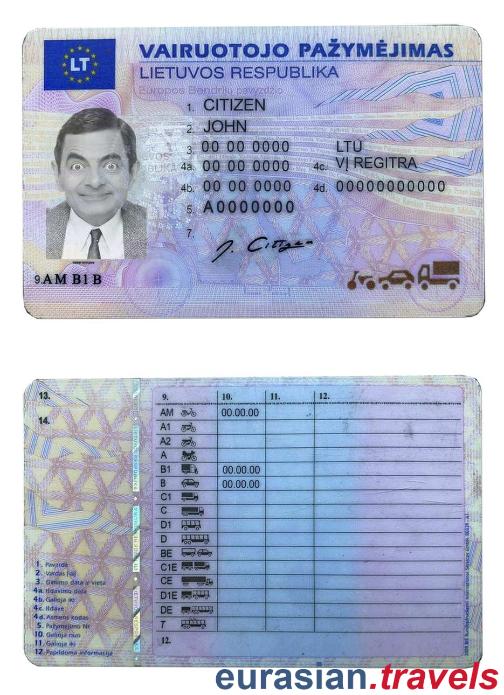 LT
VAIRUOTOJO PAŽYMĖJIMAS
LIETUVOS RESPUBLIKA
Europos Bendrijų pavyzdžio
1. CITIZEN
2. JOHN
3. 00 00 0000 LTU
4a. 00 00 0000 4c. VĮ REGITRA
4b. 00 00 0000 4d. 00000000000
5. A0000000
7. J. Citizen
9 AM B1 B
13.
14.
9. 10. 11. 12.
AM 00.00.00
A1
A2
A
B1 00.00.00
B 00.00.00
C1
C
D1
D
BE
C1E
CE
D1E
DE
T
12.
1. Pavardė
2. Vardas (ai)
3. Gimimo data ir vieta
4a. Išdavimo data
4b. Galioja iki
4c. Išdavė
4d. Asmens kodas
5. Pažymėjimo Nr
10. Galioja nuo
11. Galioja iki
12. Papildoma informacija
eurasian.travels